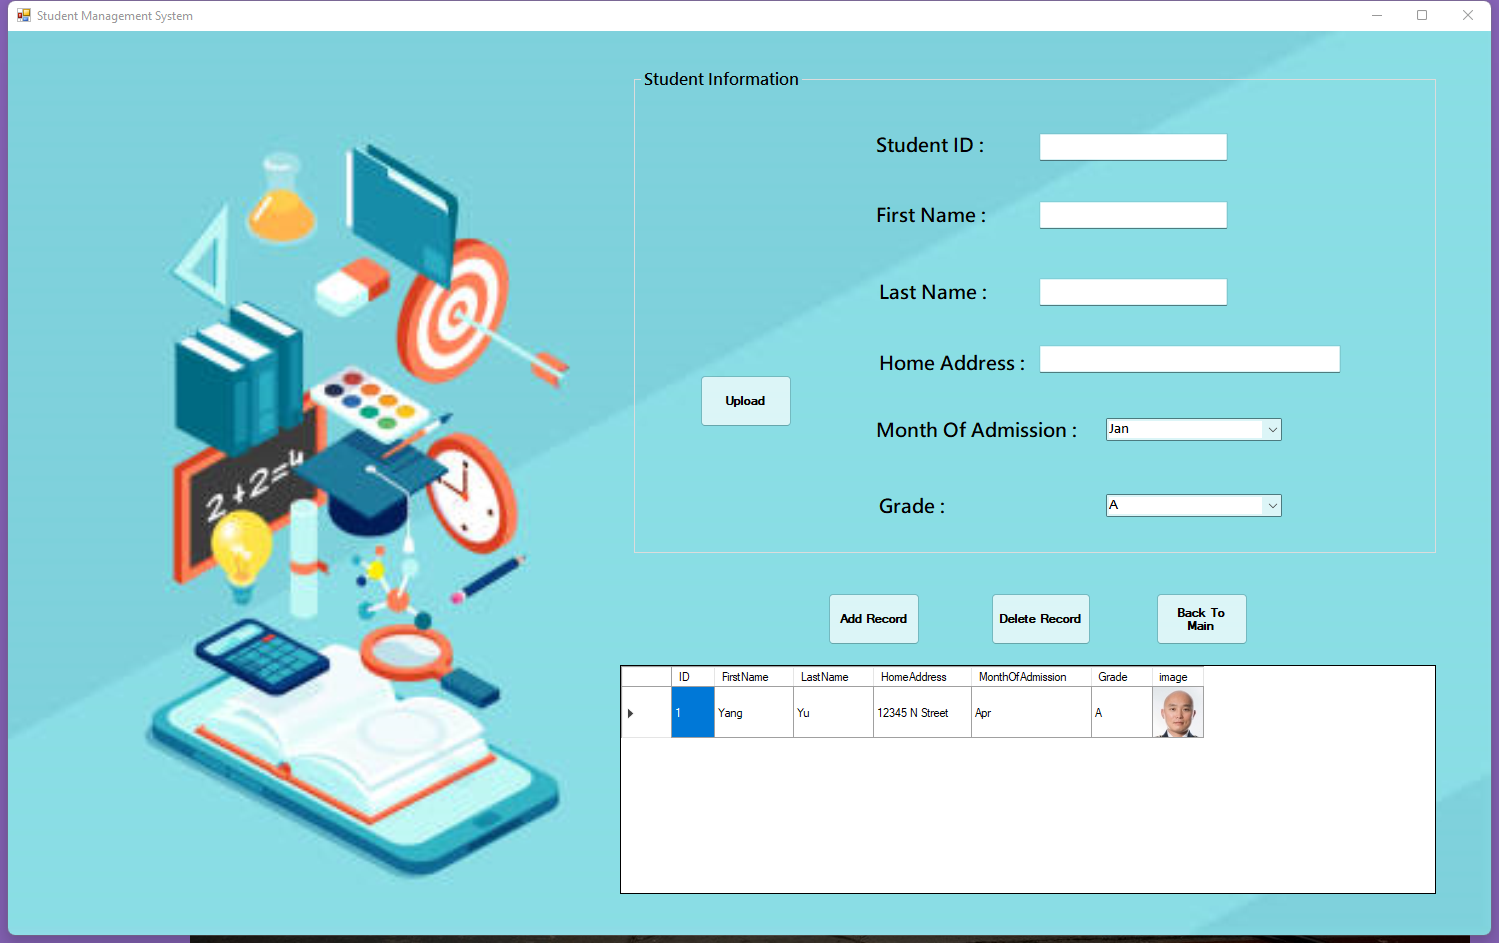 Student Management System
Student Information
Student ID :
First Name :
Last Name :
Home Address :
Upload
Month Of Admission :
Jan
Grade :
A
2+2=4
Add Record
Delete Record
Back To
Main
ID FirstName LastName HomeAddress MonthOfAdmission Grade image
1 Yang Yu 12345 N Street Apr A